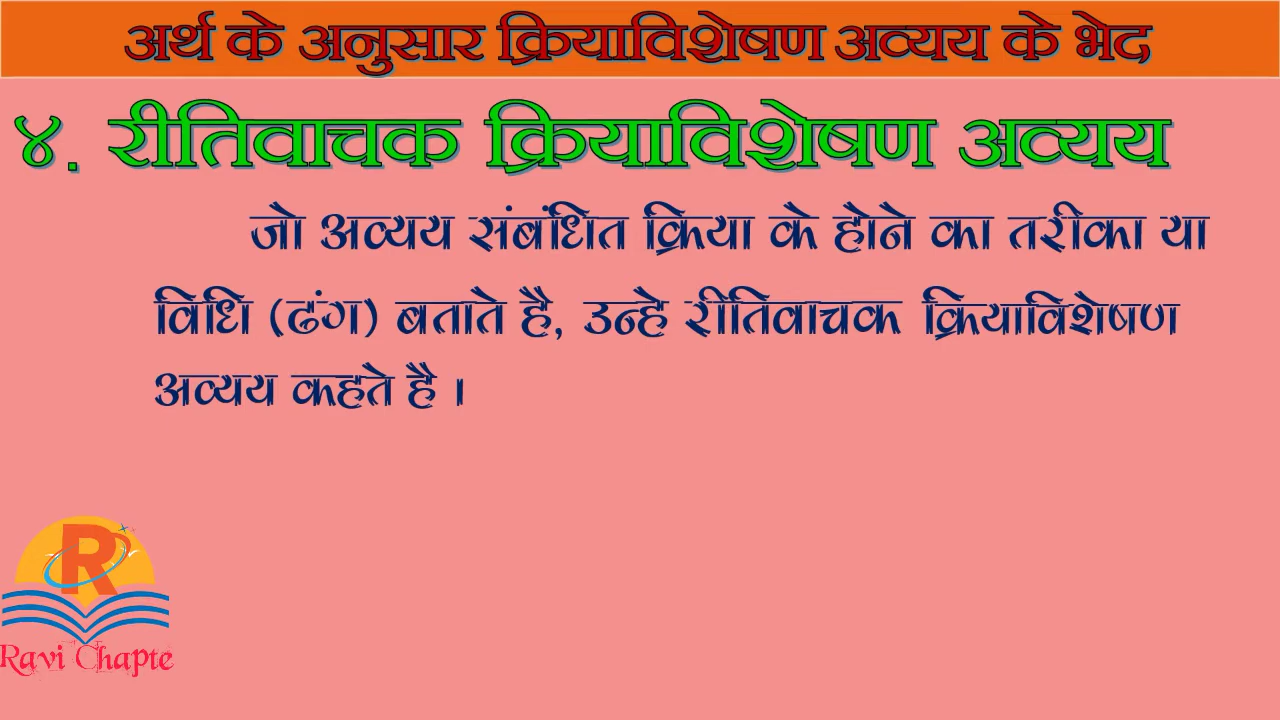 अर्थ के अनुसार क्रियाविशेषण अव्यय के भेद
४. रीतिवाचक क्रियाविशेषण अव्यय
जो अव्यय संबंधित क्रिया के होने का तरीका या
विधि (ढंग) बताते है, उन्हे रीतिवाचक क्रियाविशेषण
अव्यय कहते है ।
R
Ravi Chapte